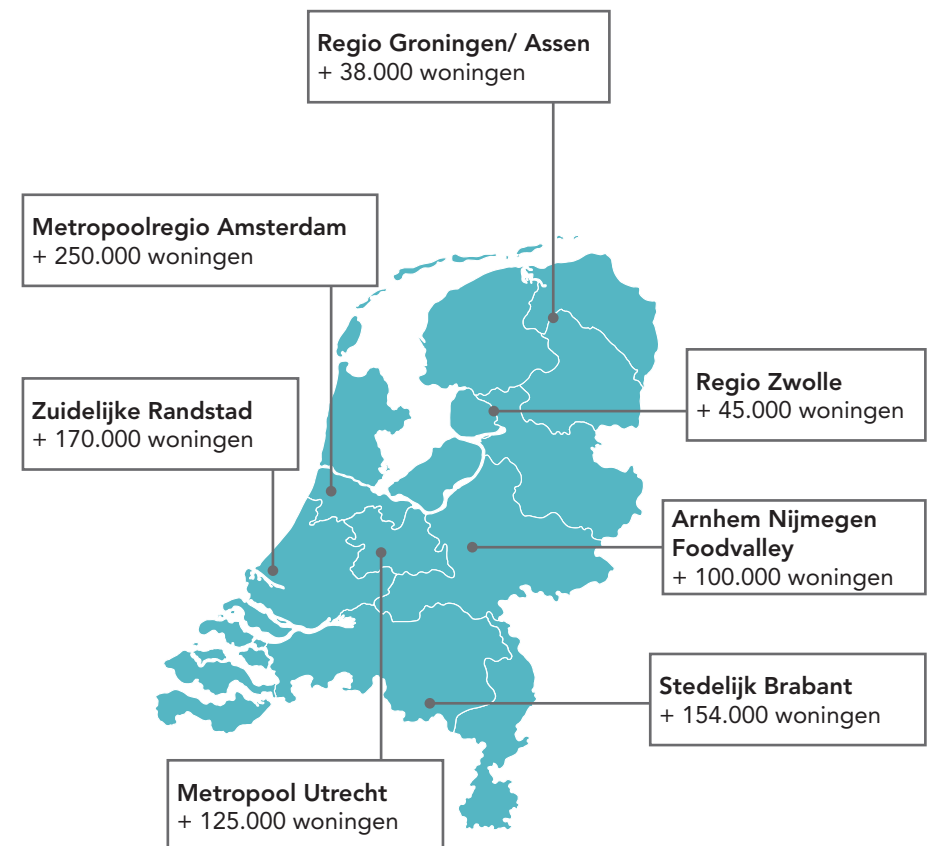 Regio Groningen/ Assen
+ 38.000 woningen
Metropoolregio Amsterdam
+ 250.000 woningen
Zuidelijke Randstad
+ 170.000 woningen
Regio Zwolle
+ 45.000 woningen
Arnhem Nijmegen
Foodvalley
+ 100.000 woningen
Stedelijk Brabant
+ 154.000 woningen
Metropool Utrecht
+ 125.000 woningen